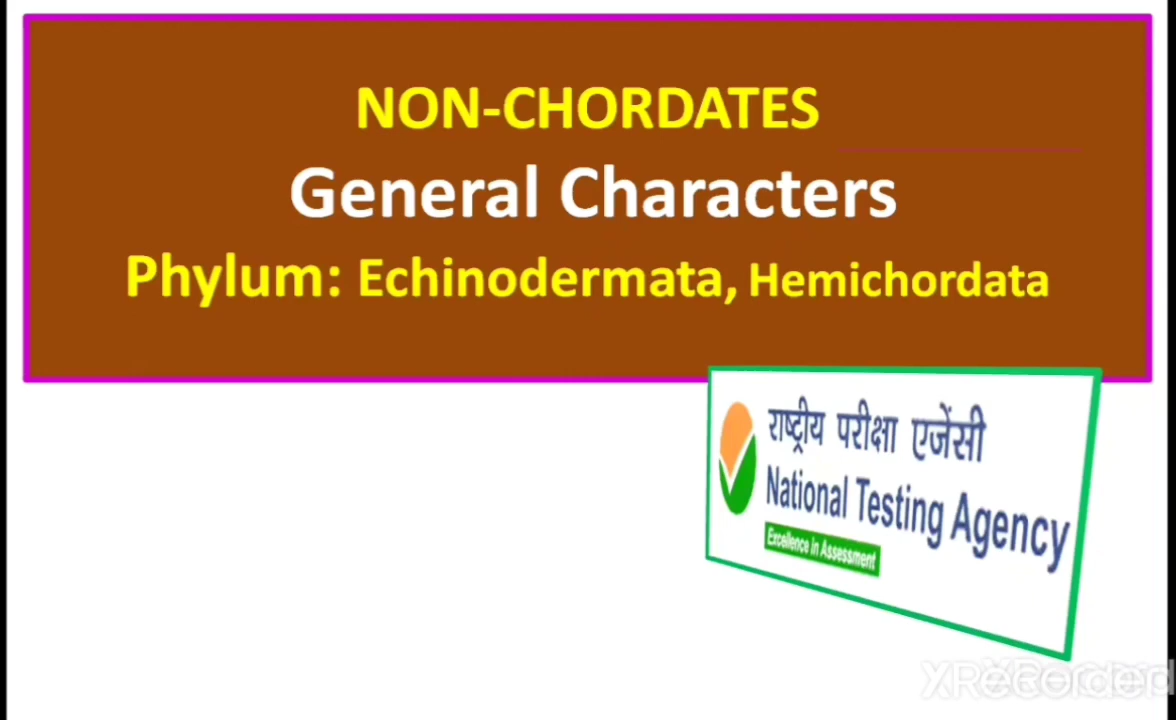 NON-CHORDATES
General Characters
Phylum: Echinodermata, Hemichordata
राष्ट्रीय परीक्षा एजेंसी
National Testing Agency
Excellence in Assessment
XRecorder